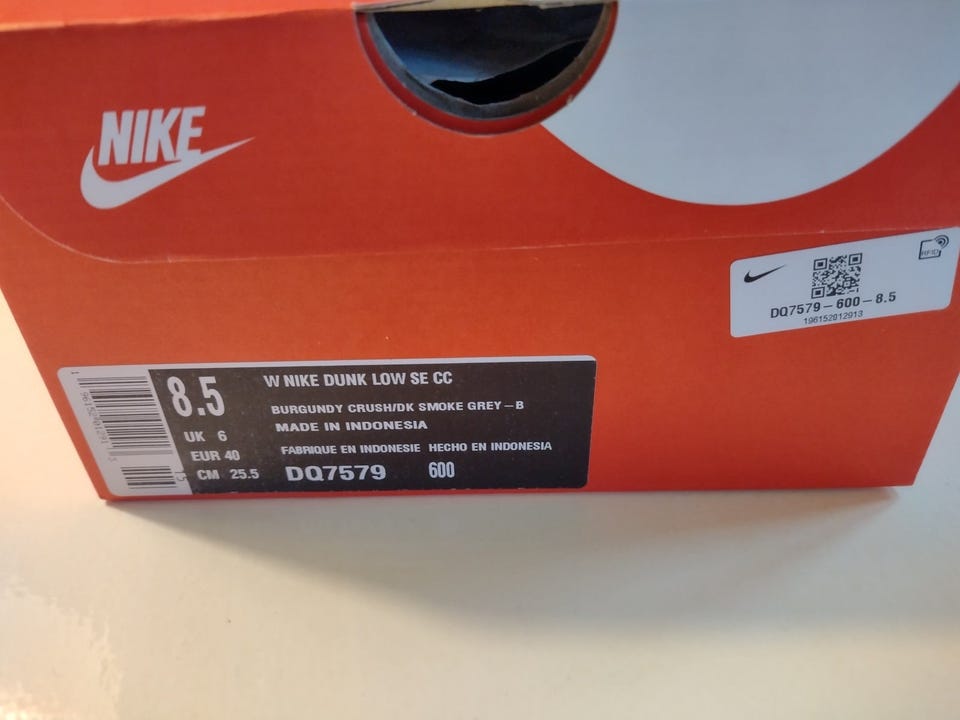 NIKE
RFID
DQ7579-600-8.5
196152012913
8.5 W NIKE DUNK LOW SE CC
BURGUNDY CRUSH/DK SMOKE GREY-B
UK 6 MADE IN INDONESIA
EUR 40 FABRIQUE EN INDONESIE HECHO EN INDONESIA
CM 25.5 DQ7579 600